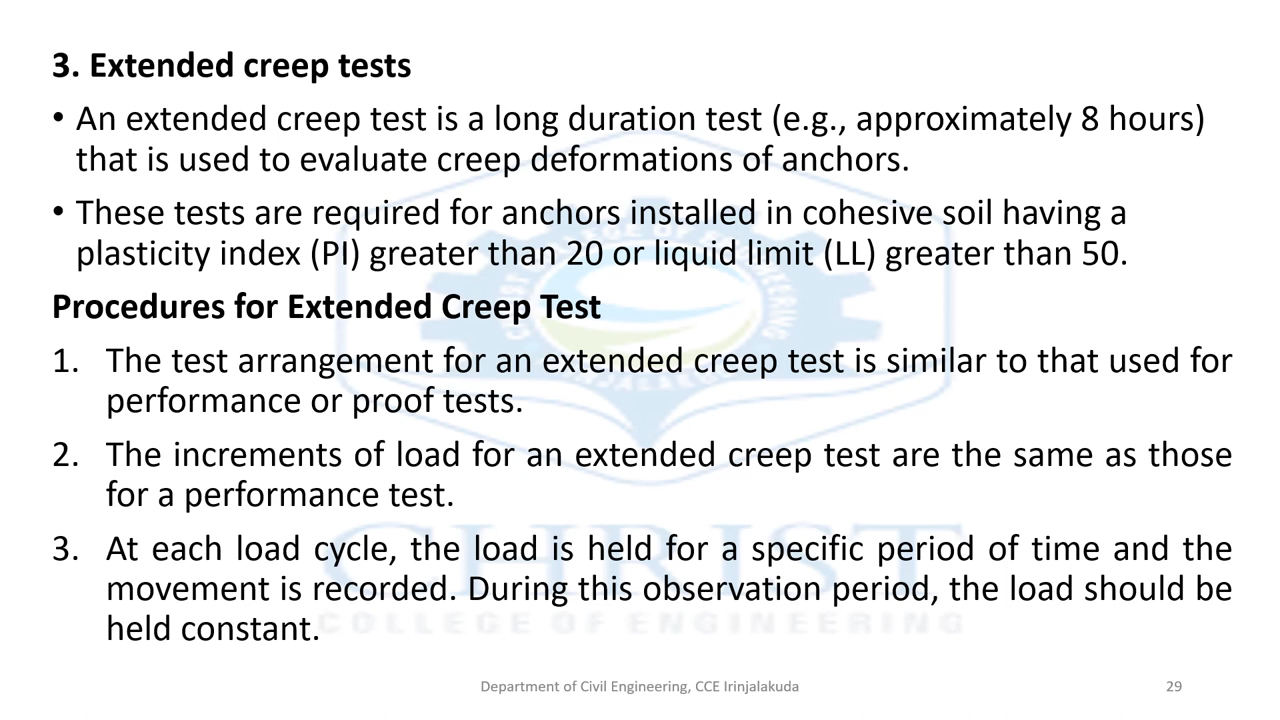 3. Extended creep tests
• An extended creep test is a long duration test (e.g., approximately 8 hours)
that is used to evaluate creep deformations of anchors.
• These tests are required for anchors installed in cohesive soil having a
plasticity index (PI) greater than 20 or liquid limit (LL) greater than 50.
Procedures for Extended Creep Test
1. The test arrangement for an extended creep test is similar to that used for
performance or proof tests.
2. The increments of load for an extended creep test are the same as those
for a performance test.
3. At each load cycle, the load is held for a specific period of time and the
movement is recorded. During this observation period, the load should be
held constant.
CHRIST
COLLEGE OF ENGINEERING
Department of Civil Engineering, CCE Irinjalakuda
29